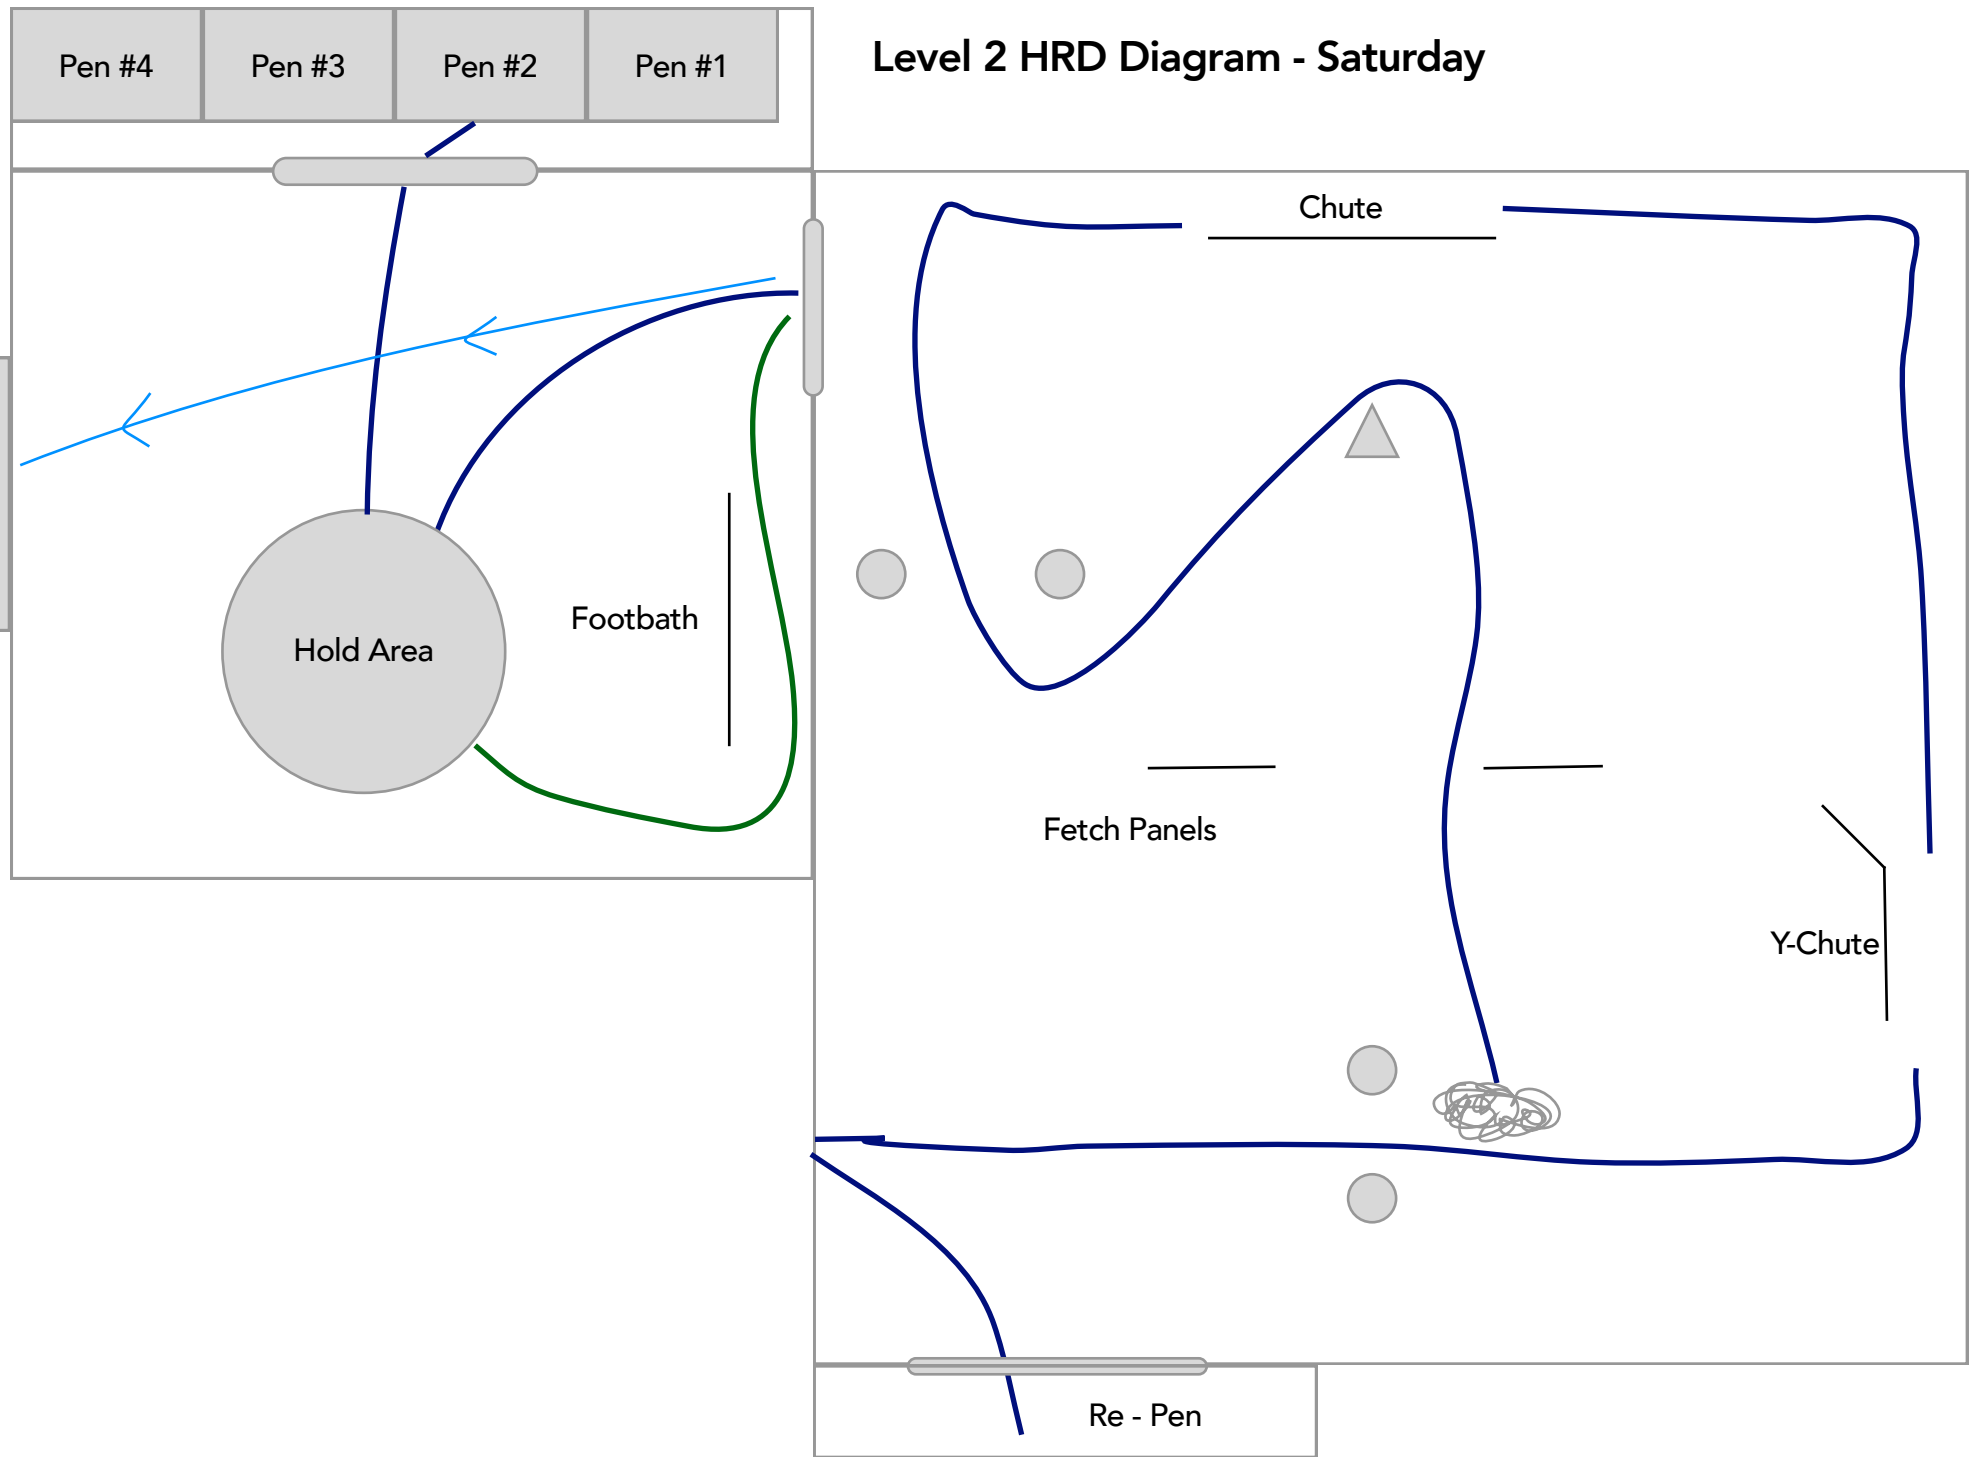 Pen #4
Pen #3
Pen #2
Pen #1
Level 2 HRD Diagram - Saturday
Chute
Footbath
Hold Area
Fetch Panels
Y-Chute
Re - Pen